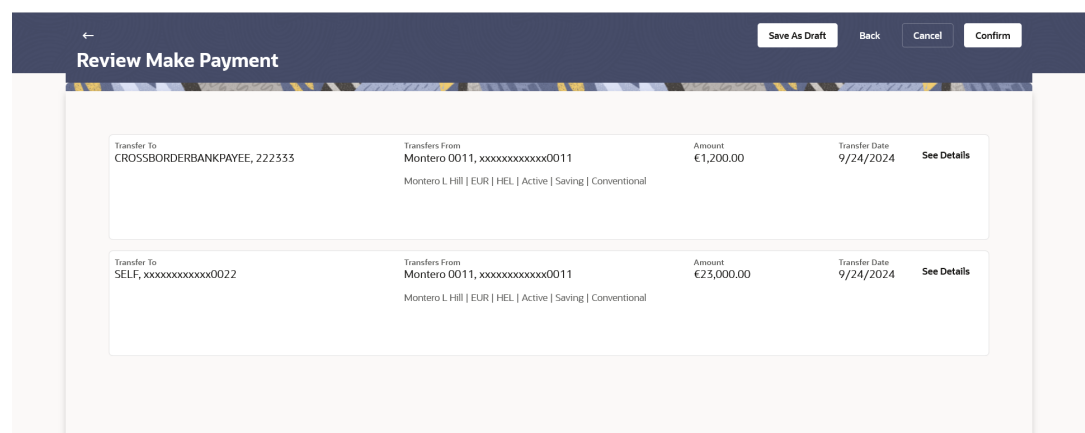 ←
Save As Draft Back Cancel Confirm
Review Make Payment
Transfer To Transfers From Amount Transfer Date
CROSSBORDERBANKPAYEE, 222333 Montero 0011, xxxxxxxxxxxx0011 €1,200.00 9/24/2024 See Details
Montero L Hill | EUR | HEL | Active | Saving | Conventional
Transfer To Transfers From Amount Transfer Date
SELF, xxxxxxxxxxxx0022 Montero 0011, xxxxxxxxxxxx0011 €23,000.00 9/24/2024 See Details
Montero L Hill | EUR | HEL | Active | Saving | Conventional